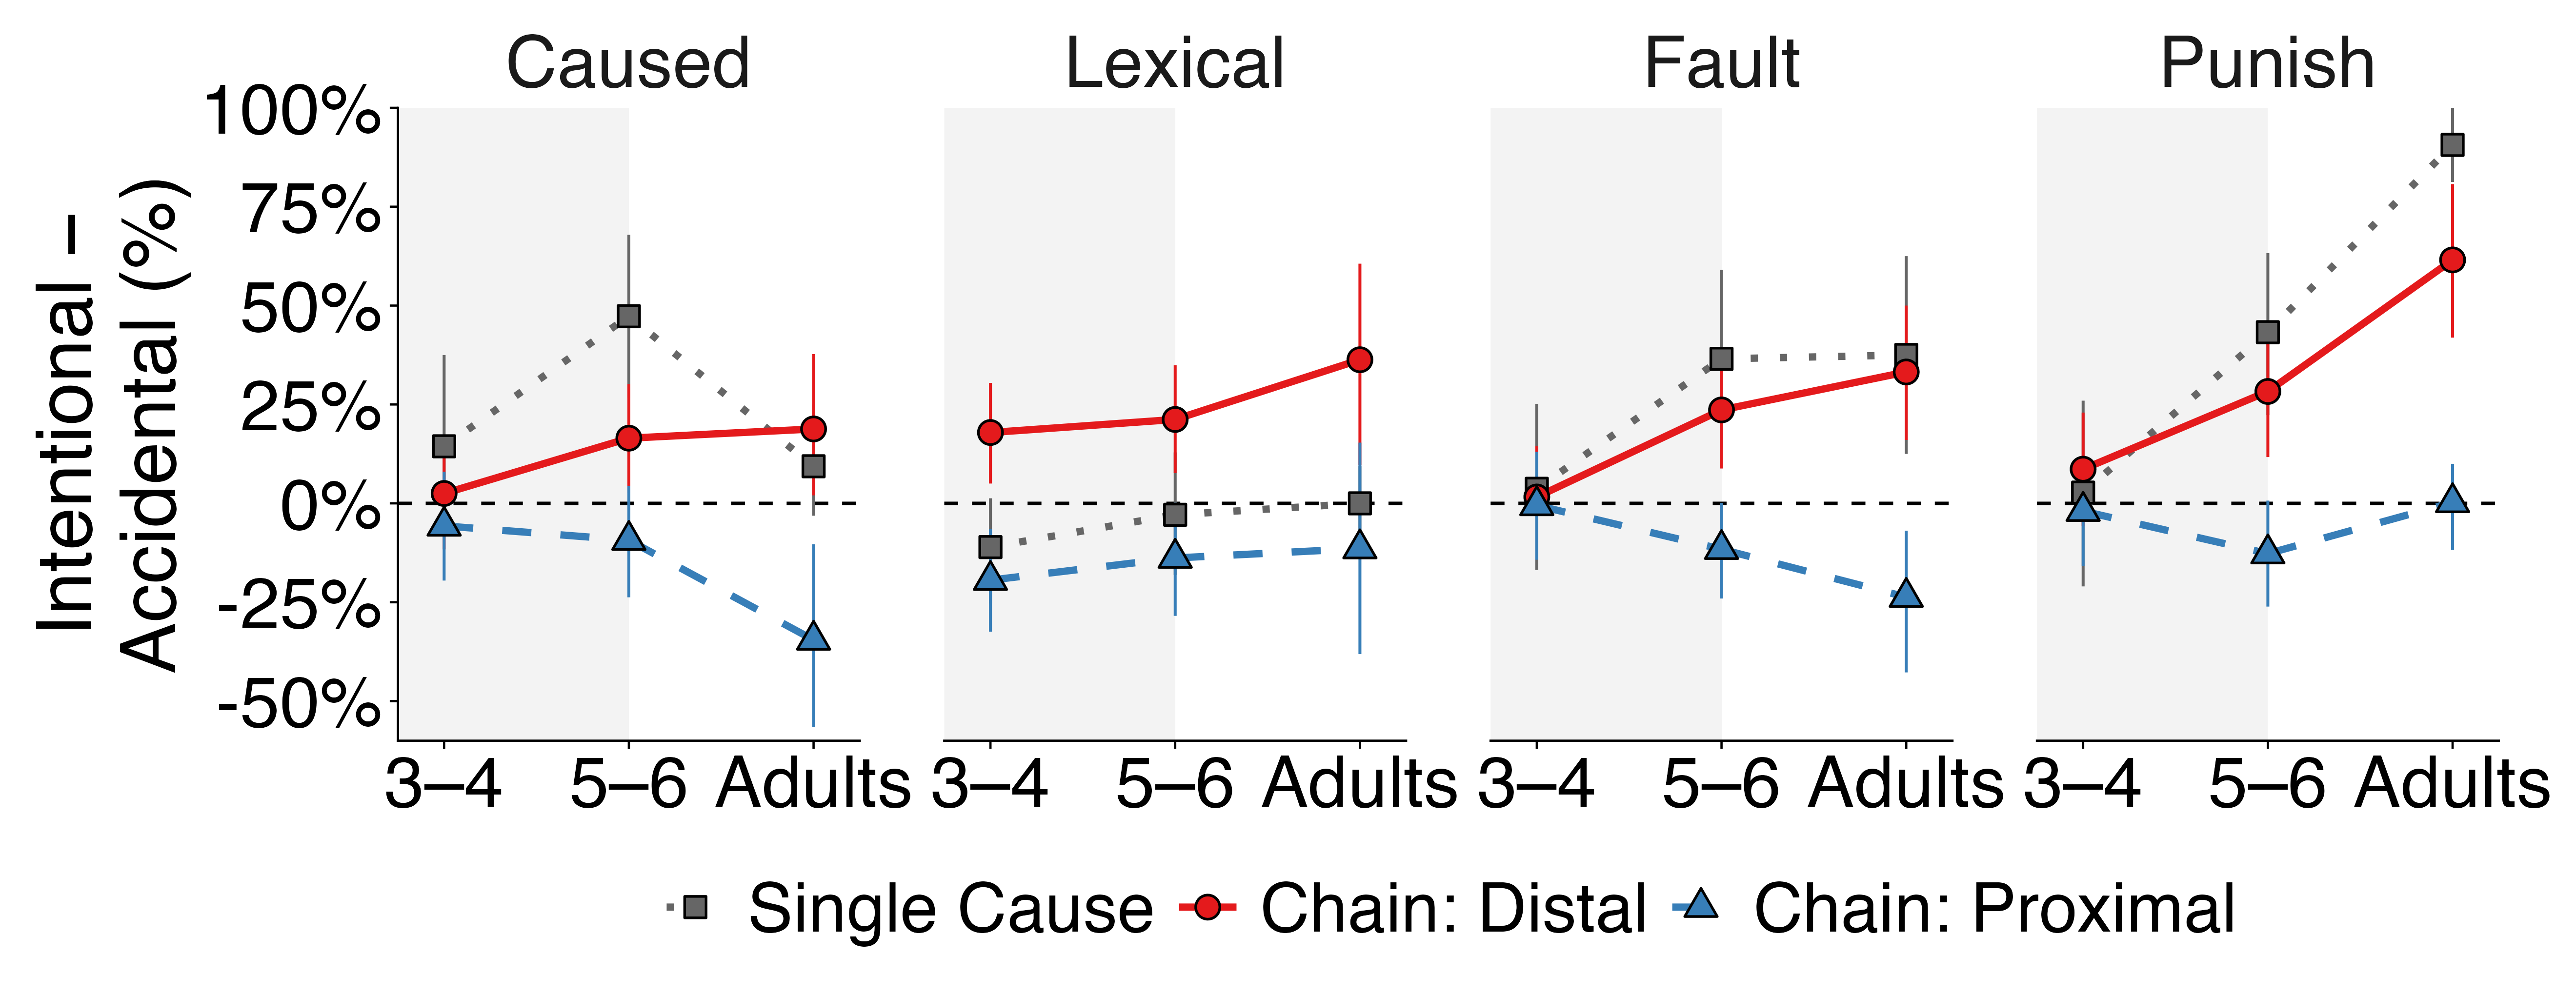 Caused Lexical Fault Punish
Intentional –
Accidental (%)
100%
75%
50%
25%
0%
-25%
-50%
3–4 5–6 Adults 3–4 5–6 Adults 3–4 5–6 Adults 3–4 5–6 Adults
Single Cause Chain: Distal Chain: Proximal